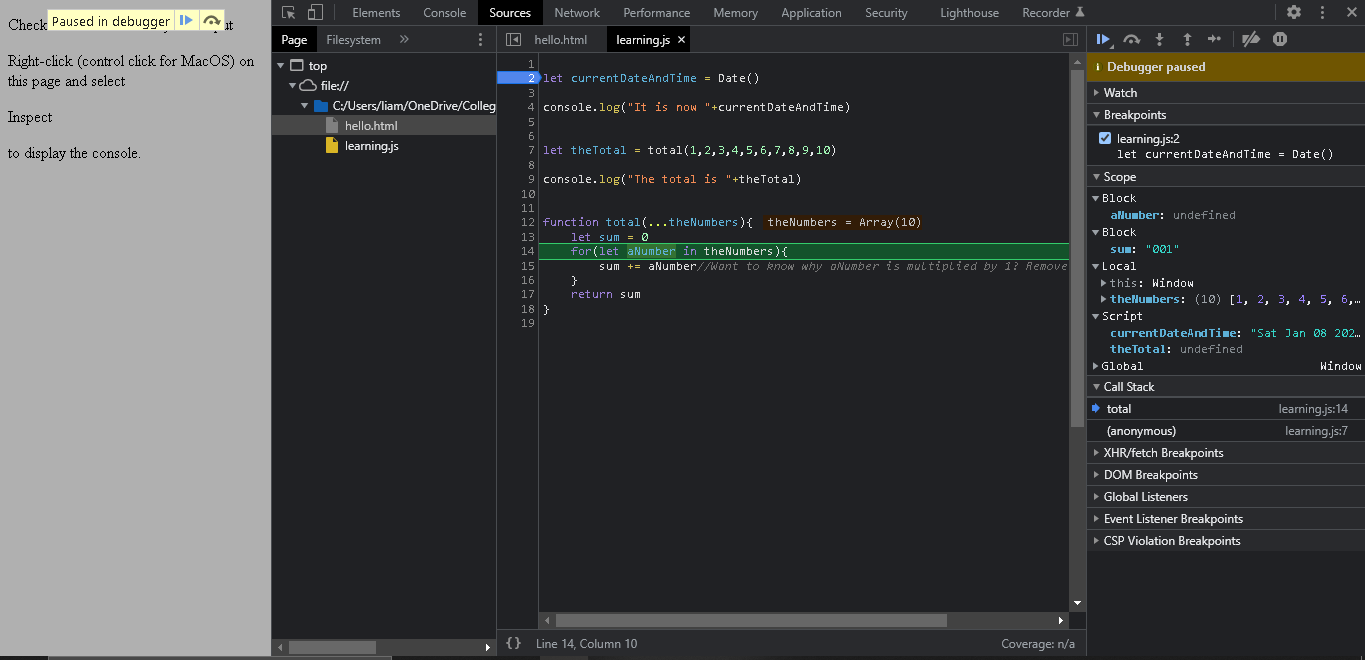 Check
Paused in debugger
put
Right-click (control click for MacOS) on
this page and select
Inspect
to display the console.
Elements Console Sources Network Performance Memory Application Security Lighthouse Recorder
Page Filesystem »
hello.html learning.js ×
top
file://
C:/Users/liam/OneDrive/Colleg
hello.html
learning.js
1
2 let currentDateAndTime = Date()
3
4 console.log("It is now "+currentDateAndTime)
5
6
7 let theTotal = total(1,2,3,4,5,6,7,8,9,10)
8
9 console.log("The total is "+theTotal)
10
11
12 function total(...theNumbers){ theNumbers = Array(10)
13 let sum = 0
14 for(let aNumber in theNumbers){
15 sum += aNumber//Want to know why aNumber is multiplied by 1? Remove
16 }
17 return sum
18 }
19
{} Line 14, Column 10 Coverage: n/a
Debugger paused
Watch
Breakpoints
learning.js:2
let currentDateAndTime = Date()
Scope
Block
aNumber: undefined
Block
sum: "001"
Local
this: Window
theNumbers: (10) [1, 2, 3, 4, 5, 6,…
Script
currentDateAndTime: "Sat Jan 08 202…
theTotal: undefined
Global Window
Call Stack
total learning.js:14
(anonymous) learning.js:7
XHR/fetch Breakpoints
DOM Breakpoints
Global Listeners
Event Listener Breakpoints
CSP Violation Breakpoints